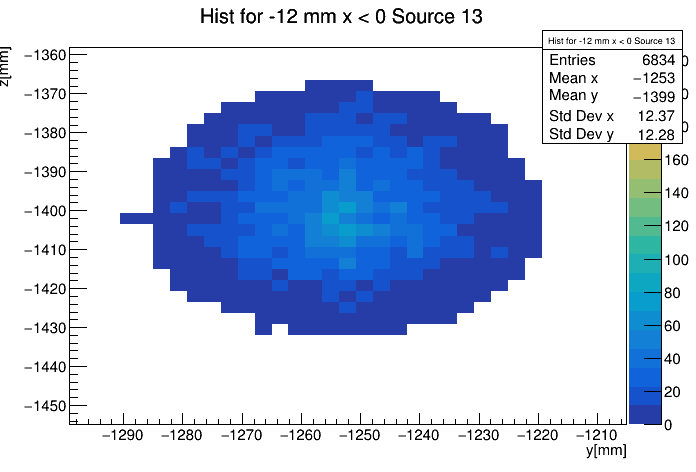 Hist for -12 mm x < 0 Source 13
z[mm]
Hist for -12 mm x < 0 Source 13
Entries 6834
Mean x −1253
Mean y −1399
Std Dev x 12.37
Std Dev y 12.28
−1360
−1370
−1380
−1390
−1400
−1410
−1420
−1430
−1440
−1450
160
140
120
100
80
60
40
20
0
−1290 −1280 −1270 −1260 −1250 −1240 −1230 −1220 −1210
y[mm]